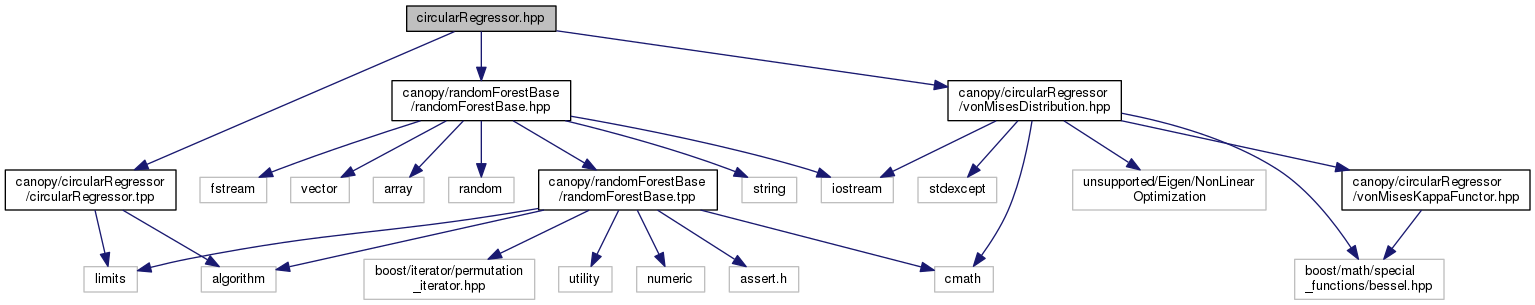 circularRegressor.hpp
canopy/randomForestBase
/randomForestBase.hpp
canopy/circularRegressor
/vonMisesDistribution.hpp
canopy/circularRegressor
/circularRegressor.tpp
fstream
vector
array
random
canopy/randomForestBase
/randomForestBase.tpp
string
iostream
stdexcept
unsupported/Eigen/NonLinear
Optimization
canopy/circularRegressor
/vonMisesKappaFunctor.hpp
limits
algorithm
boost/iterator/permutation
_iterator.hpp
utility
numeric
assert.h
cmath
boost/math/special
_functions/bessel.hpp